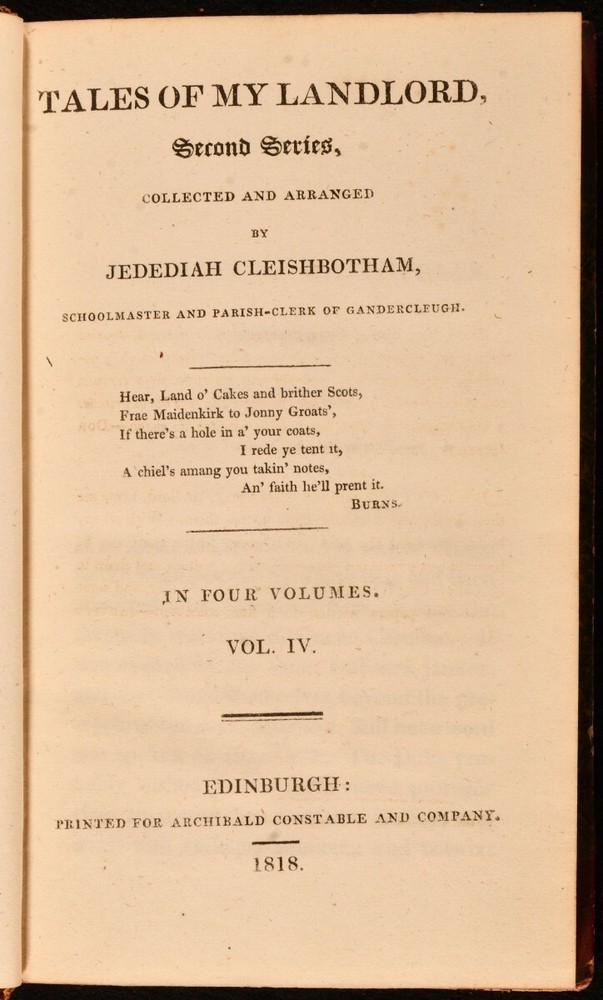 TALES OF MY LANDLORD,
Second Series,
COLLECTED AND ARRANGED
BY
JEDEDIAH CLEISHBOTHAM,
SCHOOLMASTER AND PARISH-CLERK OF GANDERCLEUGH.
Hear, Land o' Cakes and brither Scots,
Frae Maidenkirk to Jonny Groats',
If there's a hole in a' your coats,
I rede ye tent it,
A chiel's amang you takin' notes,
An' faith he'll prent it.
BURNS.
IN FOUR VOLUMES.
VOL. IV.
EDINBURGH:
PRINTED FOR ARCHIBALD CONSTABLE AND COMPANY.
1818.